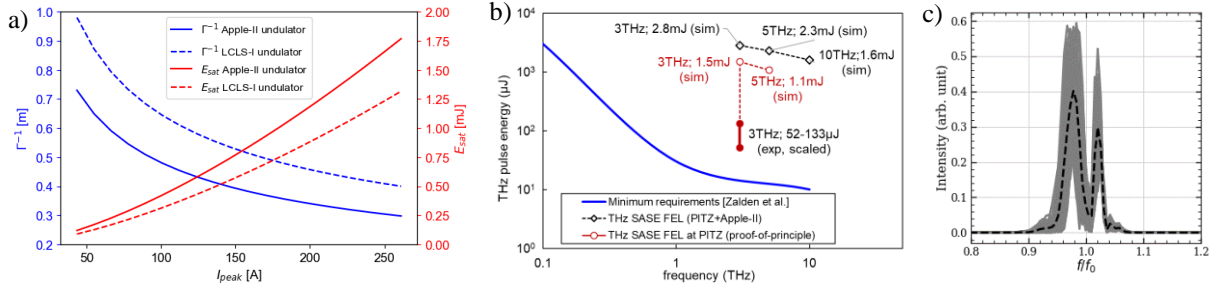 a)
1.0
0.9
0.8
0.7
0.6
0.5
0.4
0.3
0.2
Γ⁻¹ [m]
Γ⁻¹ Apple-II undulator
Γ⁻¹ LCLS-I undulator
E_sat Apple-II undulator
E_sat LCLS-I undulator
2.00
1.75
1.50
1.25
1.00
0.75
0.50
0.25
0.00
E_sat [mJ]
50 100 150 200 250
I_peak [A]
b)
10⁴
10³
10²
10¹
10⁰
THz pulse energy (µJ)
3THz; 2.8mJ (sim)
5THz; 2.3mJ (sim)
10THz; 1.6mJ
(sim)
3THz; 1.5mJ
(sim)
5THz; 1.1mJ
(sim)
3THz; 52-133µJ
(exp, scaled)
Minimum requirements [Zalden et al.]
THz SASE FEL (PITZ+Apple-II)
THz SASE FEL at PITZ (proof-of-principle)
0.1 1 10
frequency (THz)
c)
0.6
0.5
0.4
0.3
0.2
0.1
0.0
Intensity (arb. unit)
0.8 0.9 1.0 1.1 1.2
f/f₀